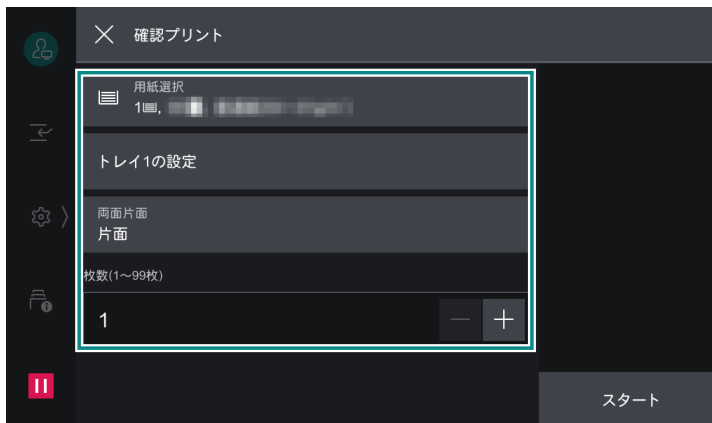 確認プリント
用紙選択
1
トレイ1の設定
両面片面
片面
枚数(1~99枚)
1
スタート